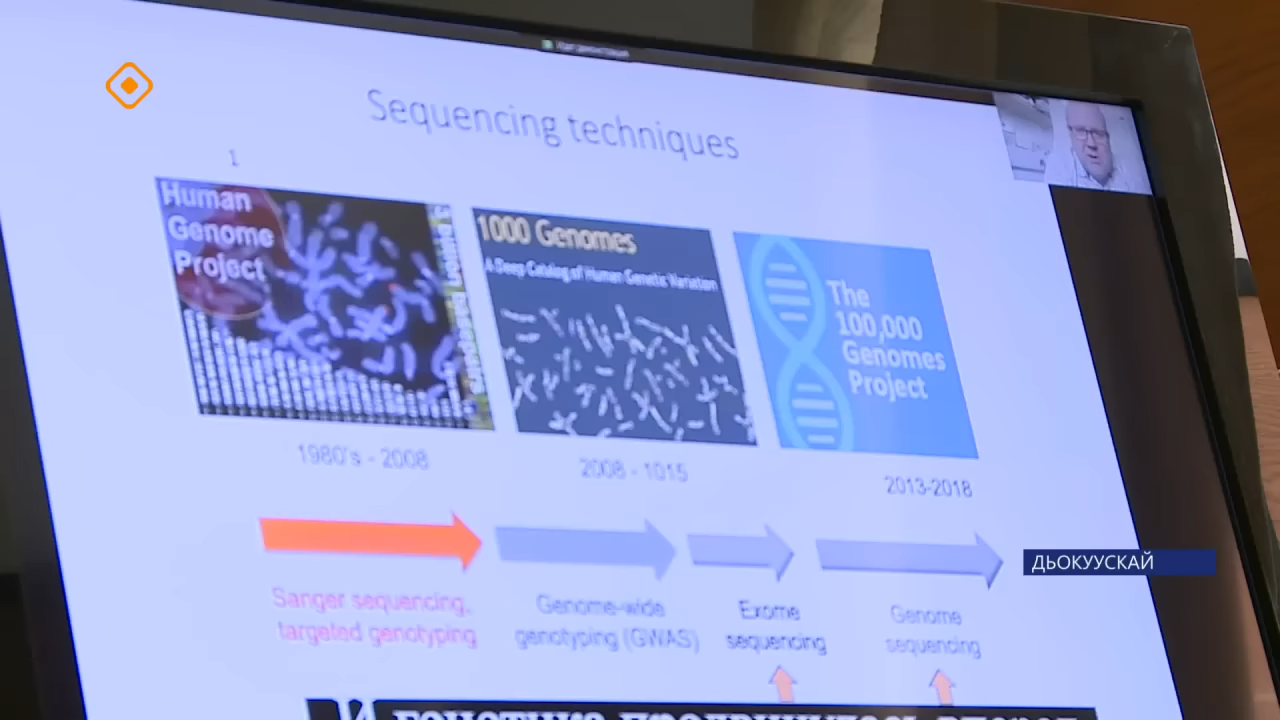 Sequencing techniques
1
Human
Genome
Project
1000 Genomes
A Deep Catalog of Human Genetic Variation
The
100,000
Genomes
Project
1980's - 2008
2008 - 1015
2013-2018
ДЬОКУУСКАЙ
Sanger sequencing,
targeted genotyping
Genome-wide
genotyping (GWAS)
Exome
sequencing
Genome
sequencing